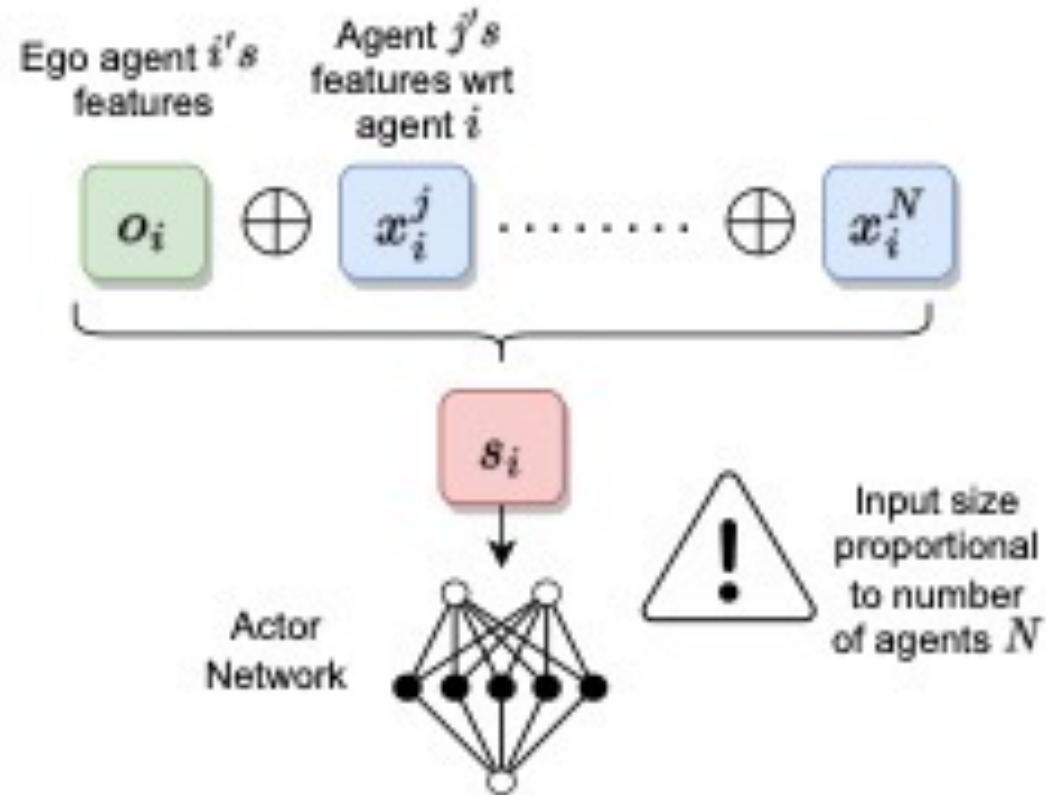 Ego agent i's
features
Agent j's
features wrt
agent i
o_i ⊕ x_i^j ........ ⊕ x_i^N
s_i
Actor
Network
!
Input size
proportional
to number
of agents N